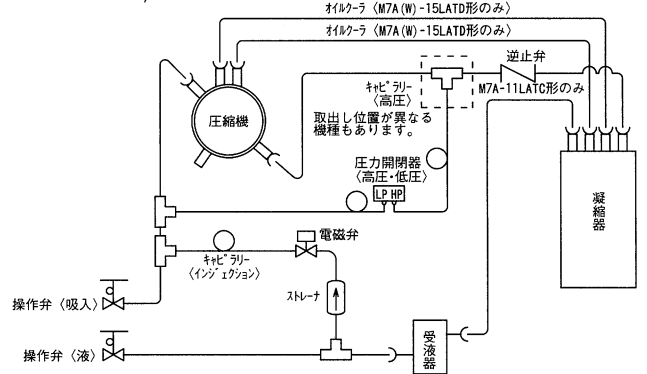 オイルクーラ〈M7A(W)-15LATD形のみ〉
オイルクーラ〈M7A(W)-15LATD形のみ〉
逆止弁
M7A-11LATC形のみ
キャピラリー
〈高圧〉
取出し位置が異なる
機種もあります。
圧縮機
圧力開閉器
〈高圧・低圧〉
LP HP
凝縮器
電磁弁
キャピラリー
〈インジェクション〉
ストレーナ
操作弁〈吸入〉
操作弁〈液〉
受液器